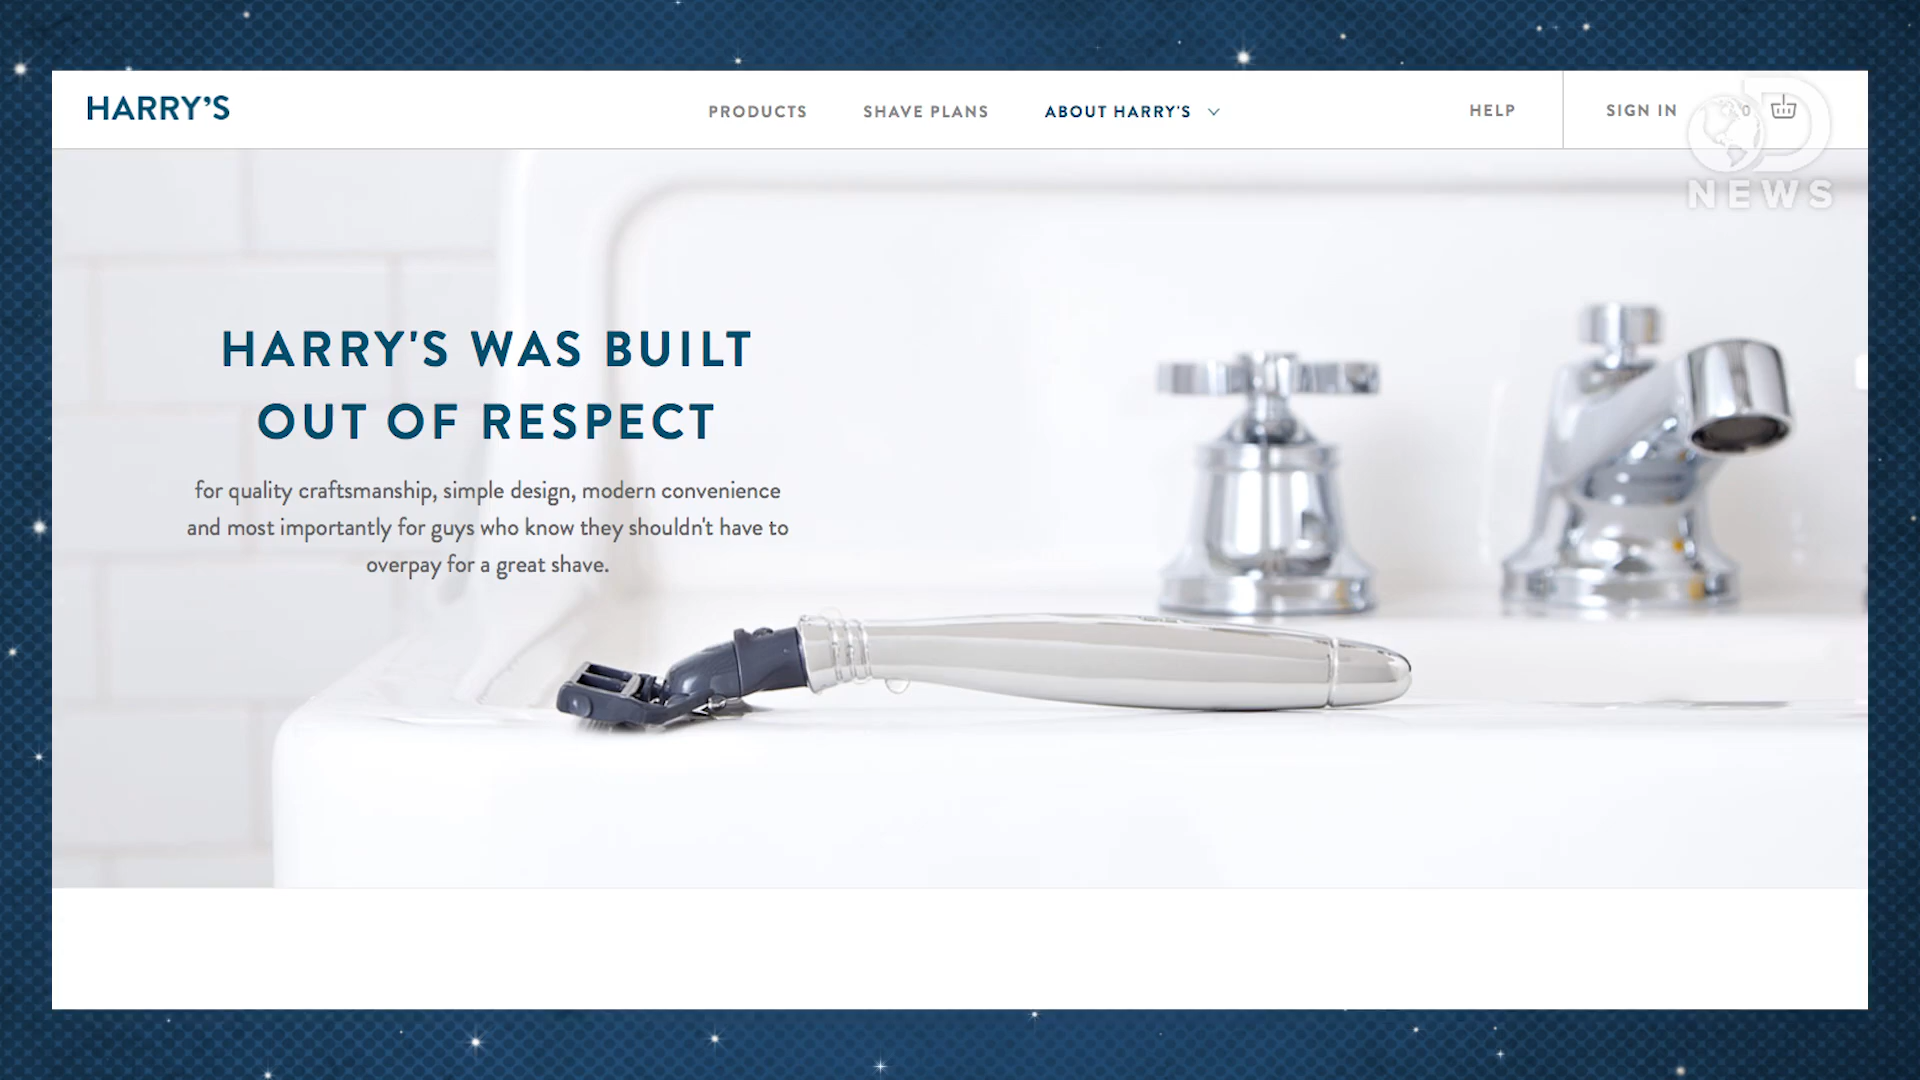 HARRY'S
PRODUCTS
SHAVE PLANS
ABOUT HARRY'S
HELP
SIGN IN
0
D
NEWS
HARRY'S WAS BUILT
OUT OF RESPECT
for quality craftsmanship, simple design, modern convenience
and most importantly for guys who know they shouldn't have to
overpay for a great shave.